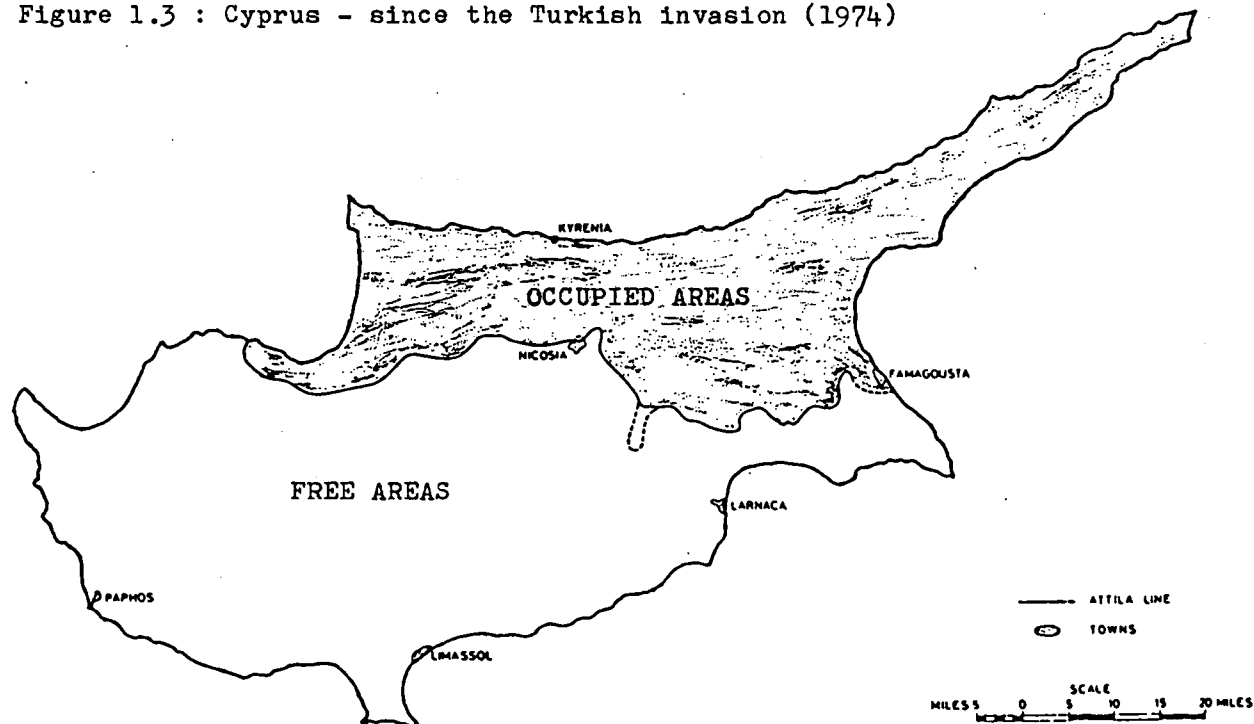 Figure 1.3 : Cyprus - since the Turkish invasion (1974)
KYRENIA
OCCUPIED AREAS
NICOSIA
FAMAGOUSTA
FREE AREAS
LARNACA
PAPHOS
ATTILA LINE
TOWNS
LIMASSOL
SCALE
MILES 5 0 5 10 15 20 MILES